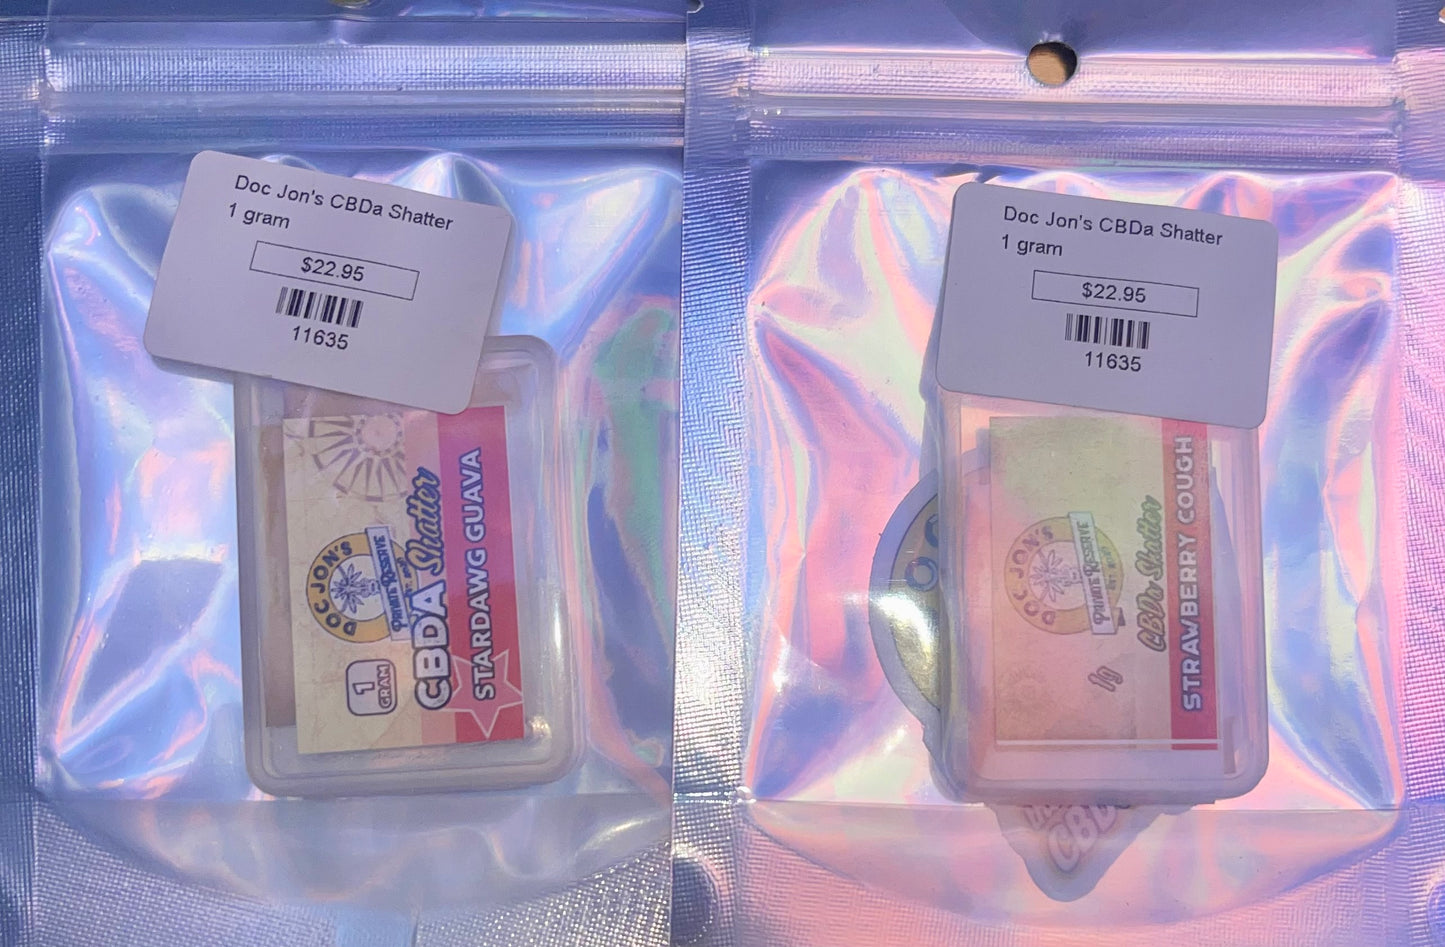 Doc Jon's CBDa Shatter
1 gram
$22.95
11635
DOC JON'S
PRIVATE RESERVE
1
GRAM
CBDA Shatter
STARDAWG GUAVA
Doc Jon's CBDa Shatter
1 gram
$22.95
11635
DOC JON'S
PRIVATE RESERVE
1g
CBDa Shatter
STRAWBERRY COUGH
CBD